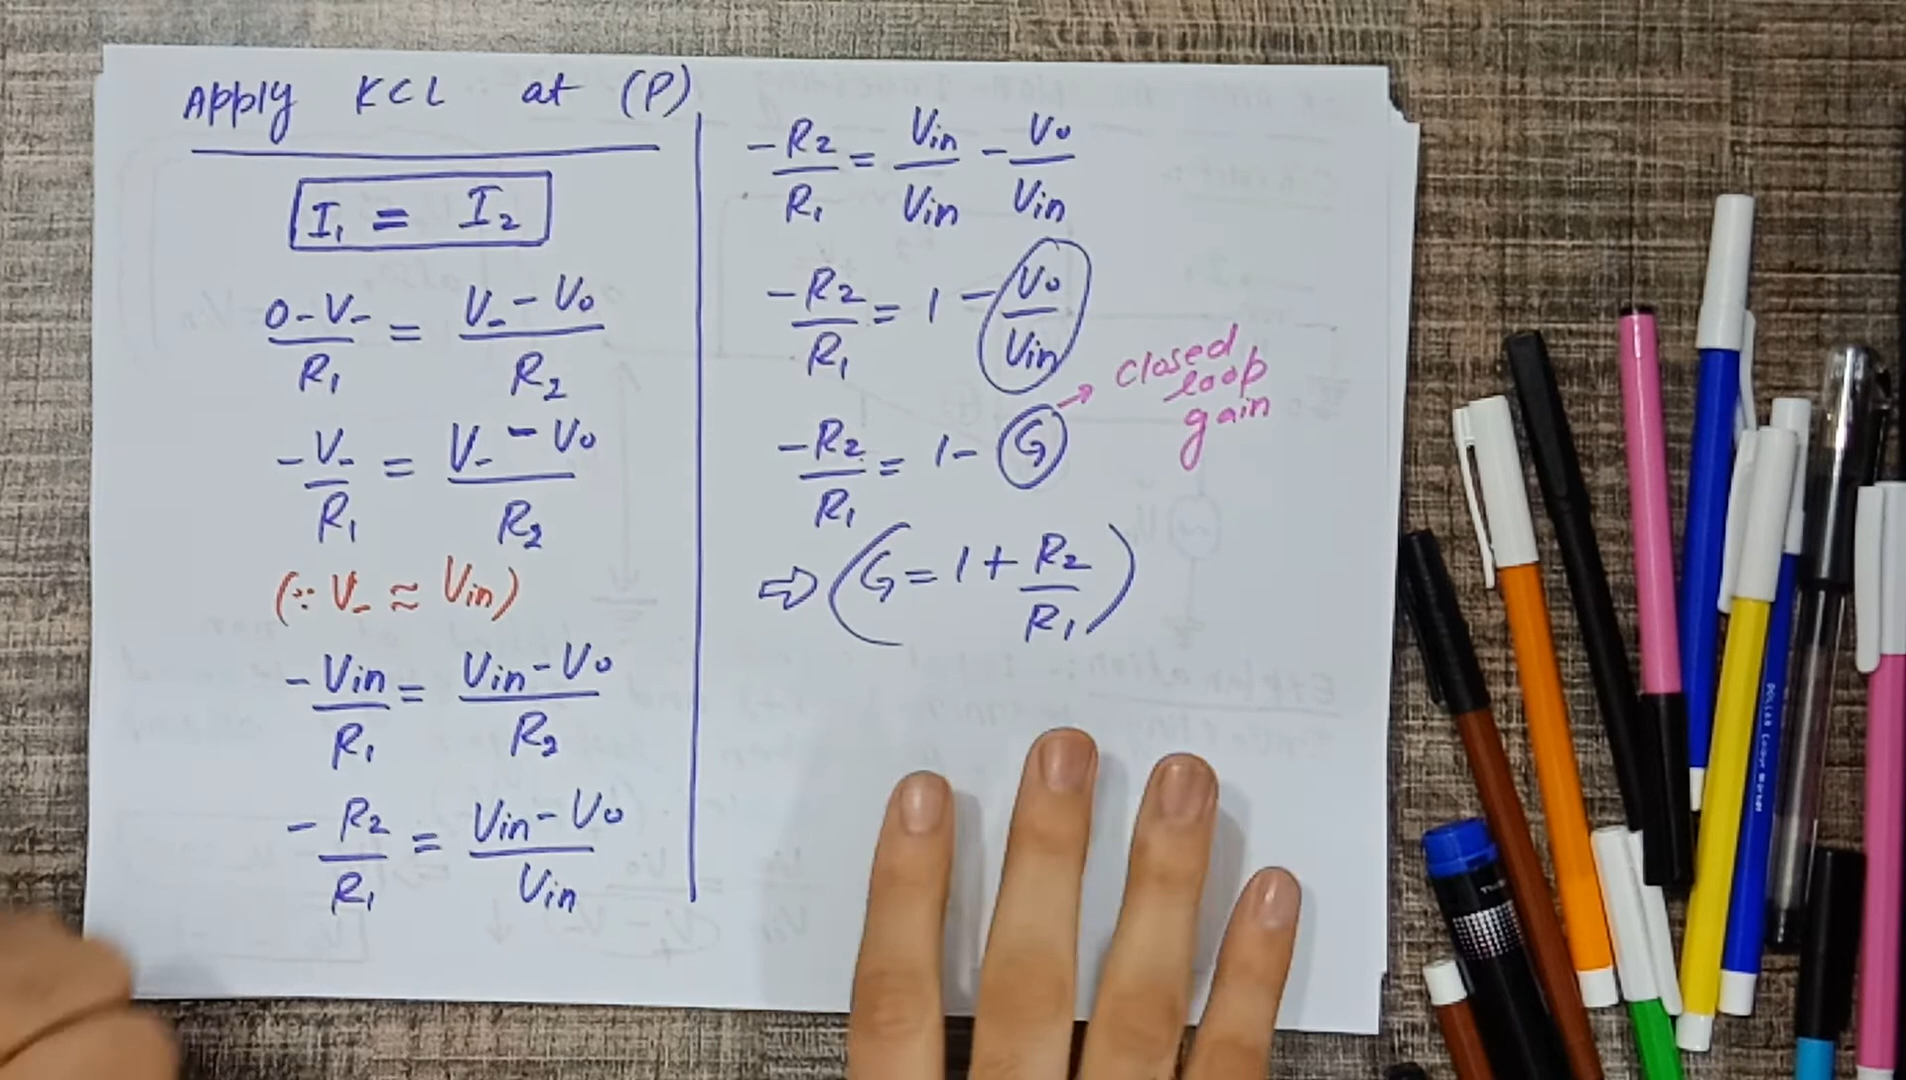 Apply KCL at (P)
I₁ = I₂
(0 - V₋)/R₁ = (V₋ - V₀)/R₂
-V₋/R₁ = (V₋ - V₀)/R₂
(∵ V₋ ≈ Vin)
-Vin/R₁ = (Vin - V₀)/R₂
-R₂/R₁ = (Vin - V₀)/Vin
-R₂/R₁ = Vin/Vin - V₀/Vin
-R₂/R₁ = 1 - V₀/Vin
-R₂/R₁ = 1 - G → closed loop gain
⇒ (G = 1 + R₂/R₁)